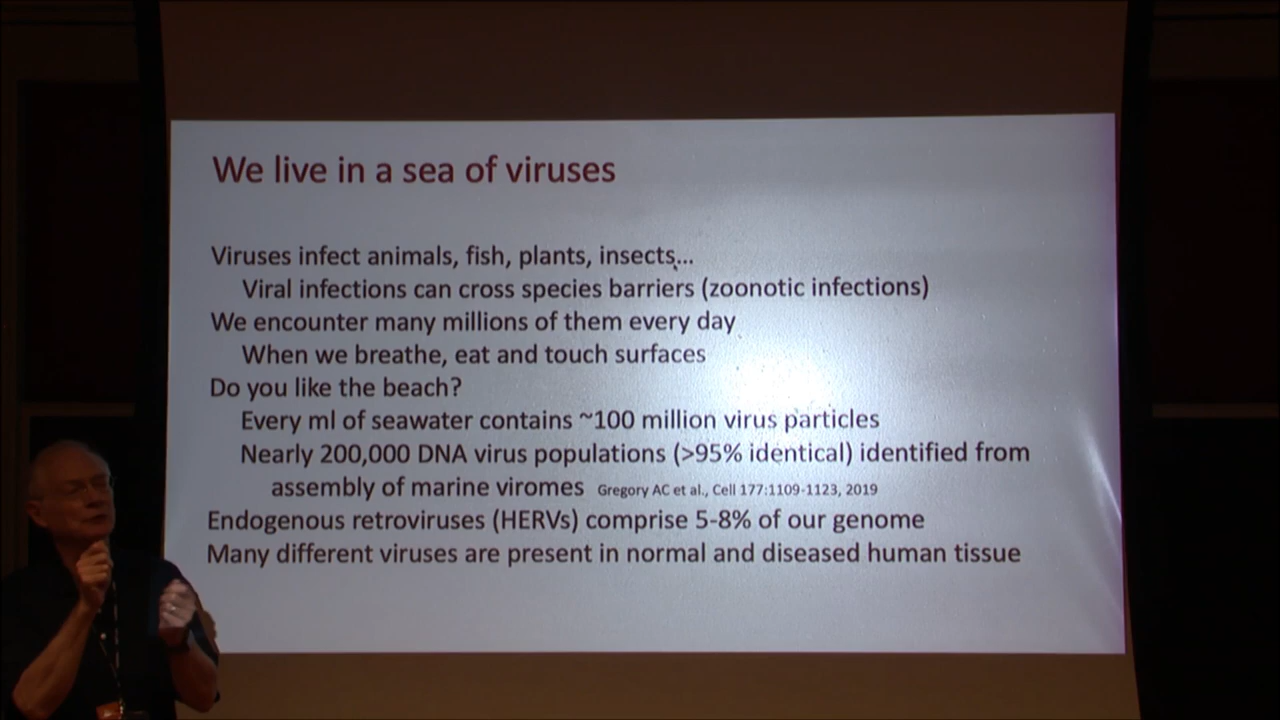 We live in a sea of viruses
Viruses infect animals, fish, plants, insects...
Viral infections can cross species barriers (zoonotic infections)
We encounter many millions of them every day
When we breathe, eat and touch surfaces
Do you like the beach?
Every ml of seawater contains ~100 million virus particles
Nearly 200,000 DNA virus populations (>95% identical) identified from
assembly of marine viromes Gregory AC et al., Cell 177:1109-1123, 2019
Endogenous retroviruses (HERVs) comprise 5-8% of our genome
Many different viruses are present in normal and diseased human tissue